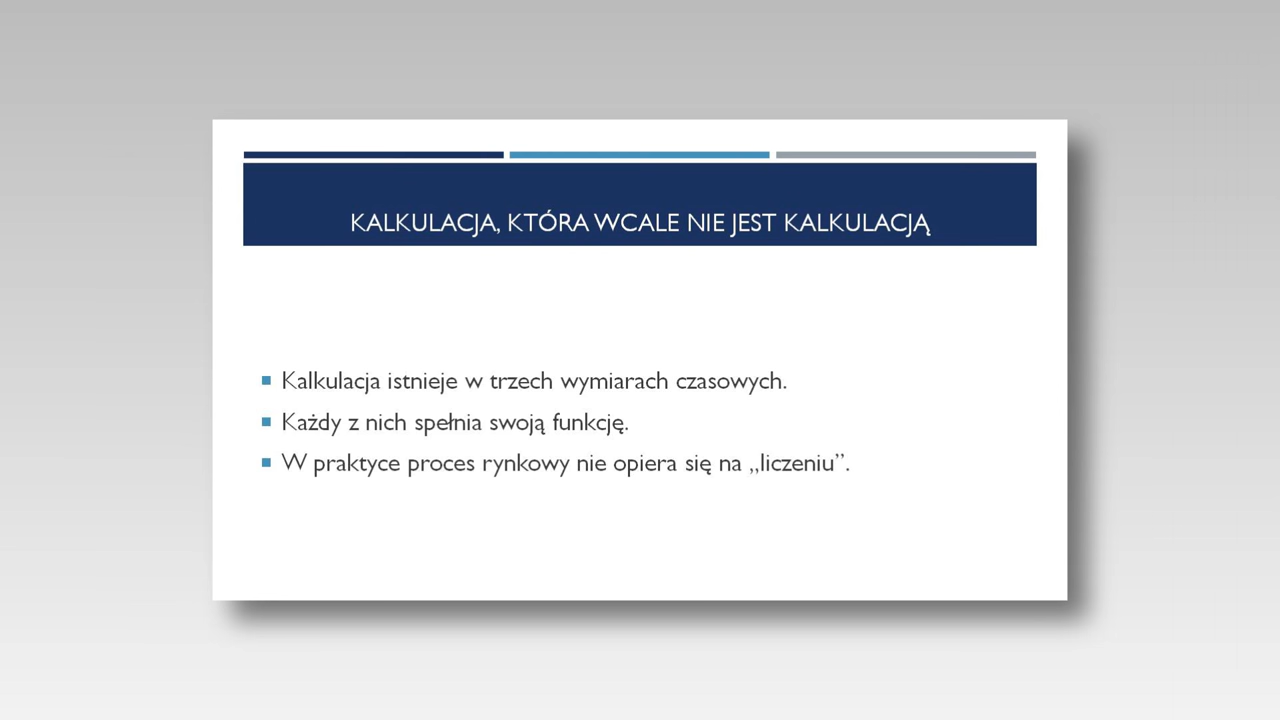 KALKULACJA, KTÓRA WCALE NIE JEST KALKULACJĄ
Kalkulacja istnieje w trzech wymiarach czasowych.
Każdy z nich spełnia swoją funkcję.
W praktyce proces rynkowy nie opiera się na „liczeniu”.